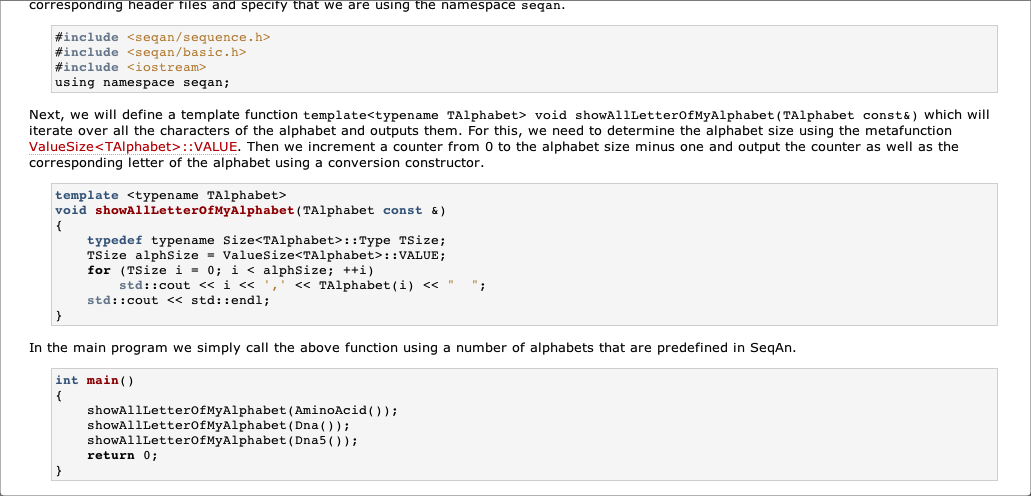 corresponding header files and specify that we are using the namespace seqan.
#include <seqan/sequence.h>
#include <seqan/basic.h>
#include <iostream>
using namespace seqan;
Next, we will define a template function template<typename TAlphabet> void showAllLetterOfMyAlphabet(TAlphabet const&) which will
iterate over all the characters of the alphabet and outputs them. For this, we need to determine the alphabet size using the metafunction
ValueSize<TAlphabet>::VALUE. Then we increment a counter from 0 to the alphabet size minus one and output the counter as well as the
corresponding letter of the alphabet using a conversion constructor.
template <typename TAlphabet>
void showAllLetterOfMyAlphabet(TAlphabet const &)
{
    typedef typename Size<TAlphabet>::Type TSize;
    TSize alphSize = ValueSize<TAlphabet>::VALUE;
    for (TSize i = 0; i < alphSize; ++i)
        std::cout << i << ',' << TAlphabet(i) << "  ";
    std::cout << std::endl;
}
In the main program we simply call the above function using a number of alphabets that are predefined in SeqAn.
int main()
{
    showAllLetterOfMyAlphabet(AminoAcid());
    showAllLetterOfMyAlphabet(Dna());
    showAllLetterOfMyAlphabet(Dna5());
    return 0;
}